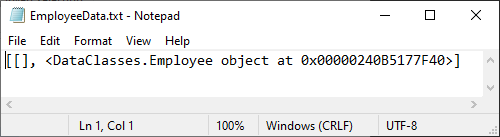 EmployeeData.txt - Notepad
File Edit Format View Help
[[], <DataClasses.Employee object at 0x00000240B5177F40>]
Ln 1, Col 1 100% Windows (CRLF) UTF-8